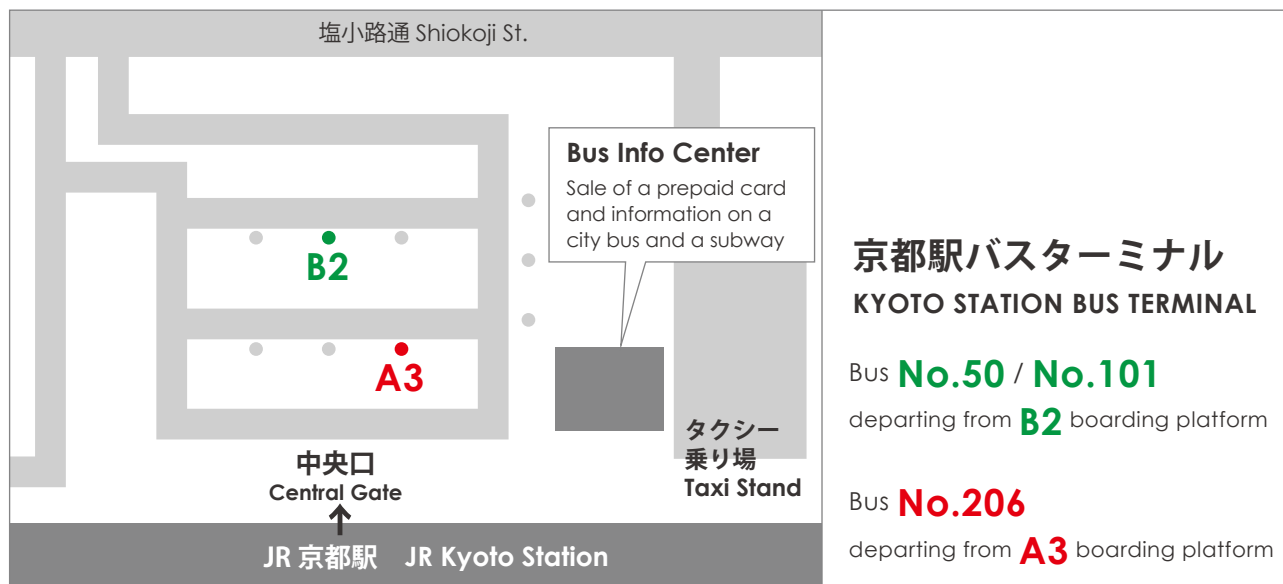 塩小路通 Shiokoji St.
Bus Info Center
Sale of a prepaid card
and information on a
city bus and a subway
B2
A3
タクシー
乗り場
Taxi Stand
中央口
Central Gate
JR 京都駅 JR Kyoto Station
京都駅バスターミナル
KYOTO STATION BUS TERMINAL
Bus No.50 / No.101
departing from B2 boarding platform
Bus No.206
departing from A3 boarding platform